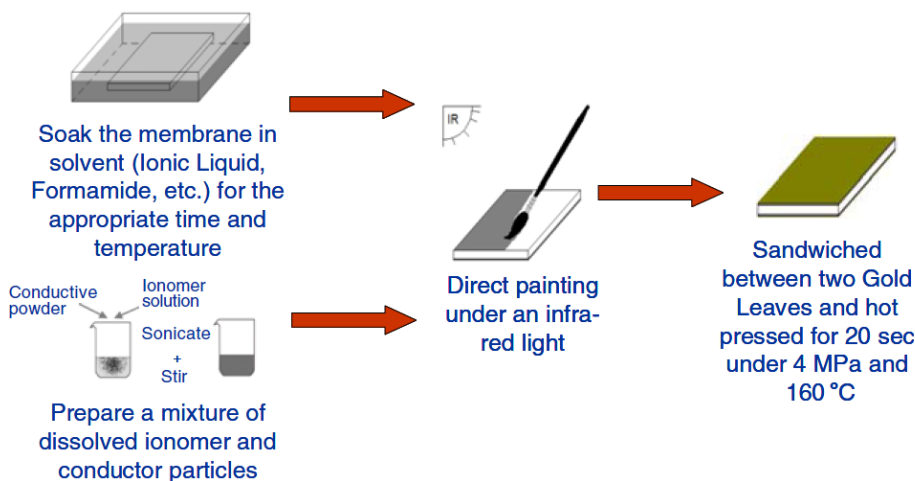 Soak the membrane in
solvent (Ionic Liquid,
Formamide, etc.) for the
appropriate time and
temperature
Conductive
powder
Ionomer
solution
Sonicate
+
Stir
Prepare a mixture of
dissolved ionomer and
conductor particles
IR
Direct painting
under an infra-
red light
Sandwiched
between two Gold
Leaves and hot
pressed for 20 sec
under 4 MPa and
160 °C